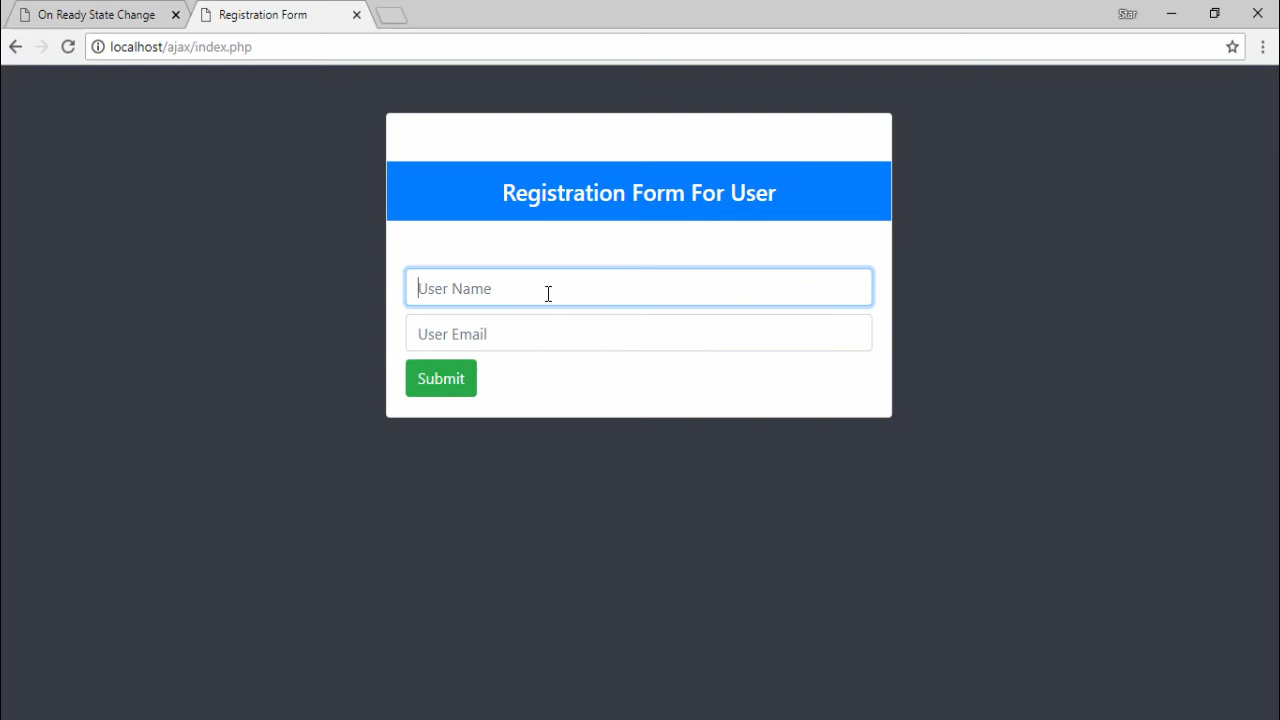 On Ready State Change
Registration Form
Star
localhost/ajax/index.php
Registration Form For User
User Name
User Email
Submit